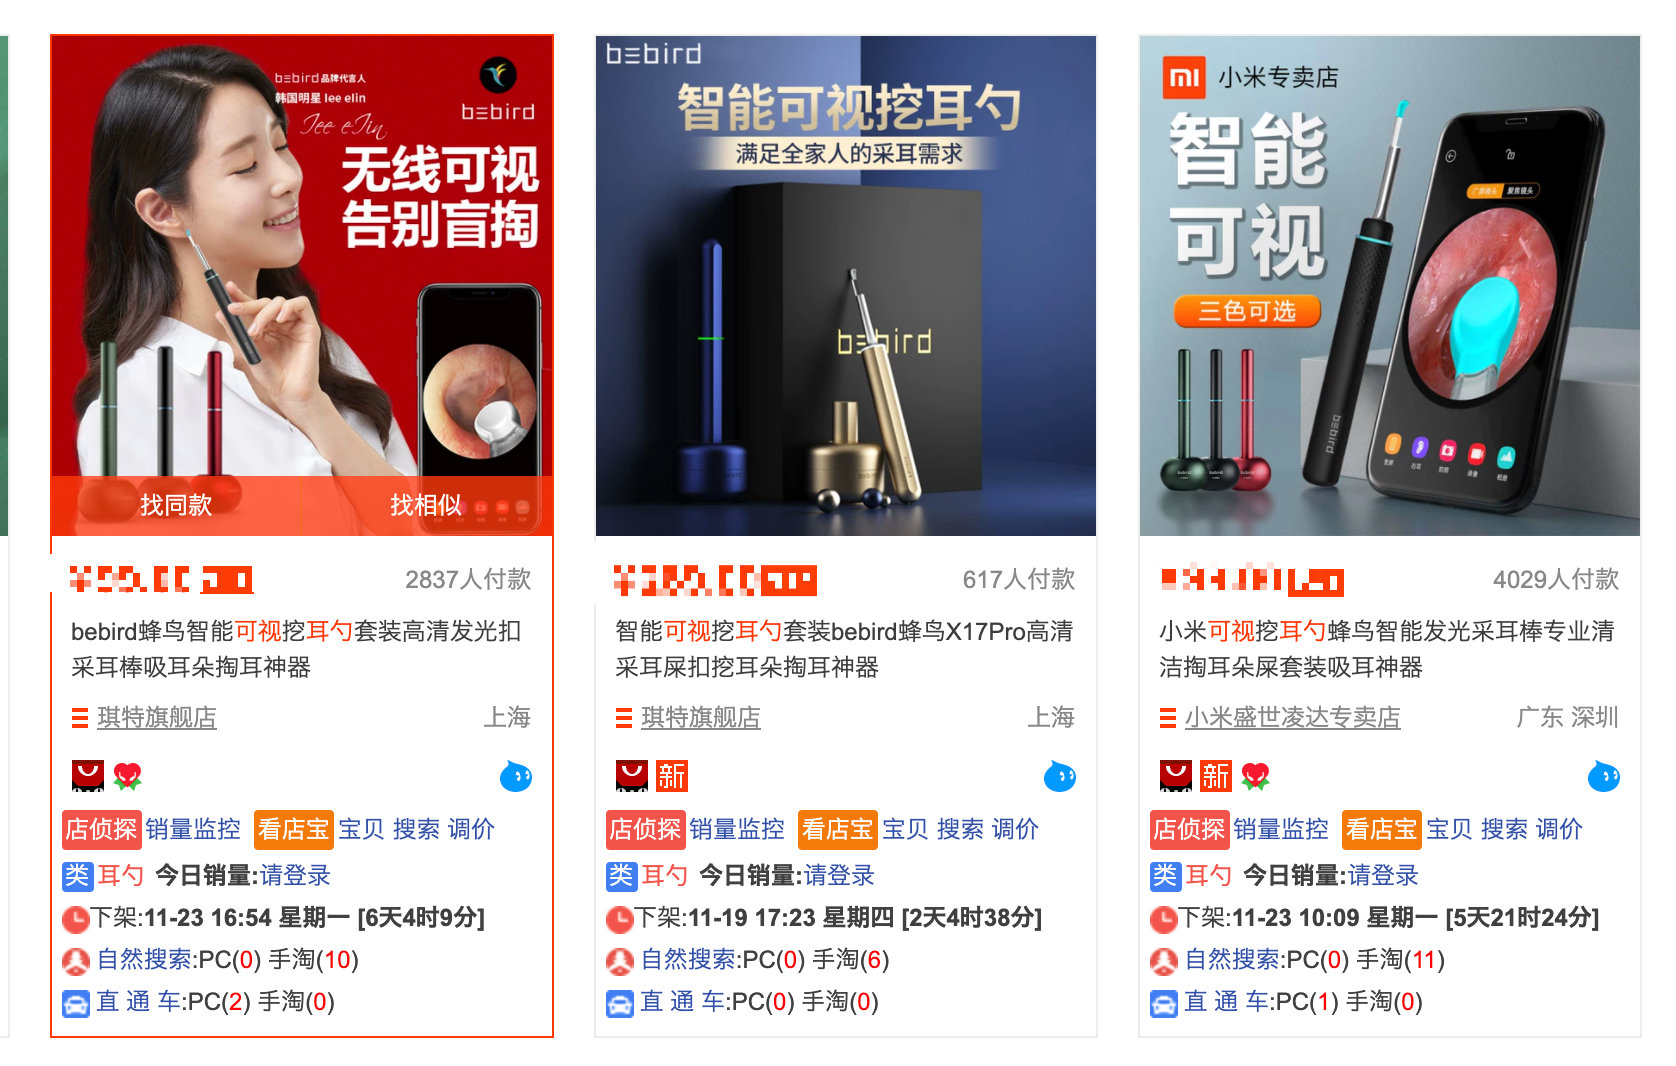 bebird品牌代言人
韩国明星 lee elin
bebird
无线可视
告别盲掏
找同款 找相似
2837人付款
bebird蜂鸟智能可视挖耳勺套装高清发光扣
采耳棒吸耳朵掏耳神器
琪特旗舰店 上海
店侦探 销量监控 看店宝 宝贝 搜索 调价
类 耳勺 今日销量:请登录
下架:11-23 16:54 星期一 [6天4时9分]
自然搜索:PC(0) 手淘(10)
直 通 车:PC(2) 手淘(0)
bebird
智能可视挖耳勺
满足全家人的采耳需求
bebird
617人付款
智能可视挖耳勺套装bebird蜂鸟X17Pro高清
采耳屎扣挖耳朵掏耳神器
琪特旗舰店 上海
新
店侦探 销量监控 看店宝 宝贝 搜索 调价
类 耳勺 今日销量:请登录
下架:11-19 17:23 星期四 [2天4时38分]
自然搜索:PC(0) 手淘(6)
直 通 车:PC(0) 手淘(0)
小米专卖店
智能
可视
三色可选
bebird
4029人付款
小米可视挖耳勺蜂鸟智能发光采耳棒专业清
洁掏耳朵屎套装吸耳神器
小米盛世凌达专卖店 广东 深圳
新
店侦探 销量监控 看店宝 宝贝 搜索 调价
类 耳勺 今日销量:请登录
下架:11-23 10:09 星期一 [5天21时24分]
自然搜索:PC(0) 手淘(11)
直 通 车:PC(1) 手淘(0)